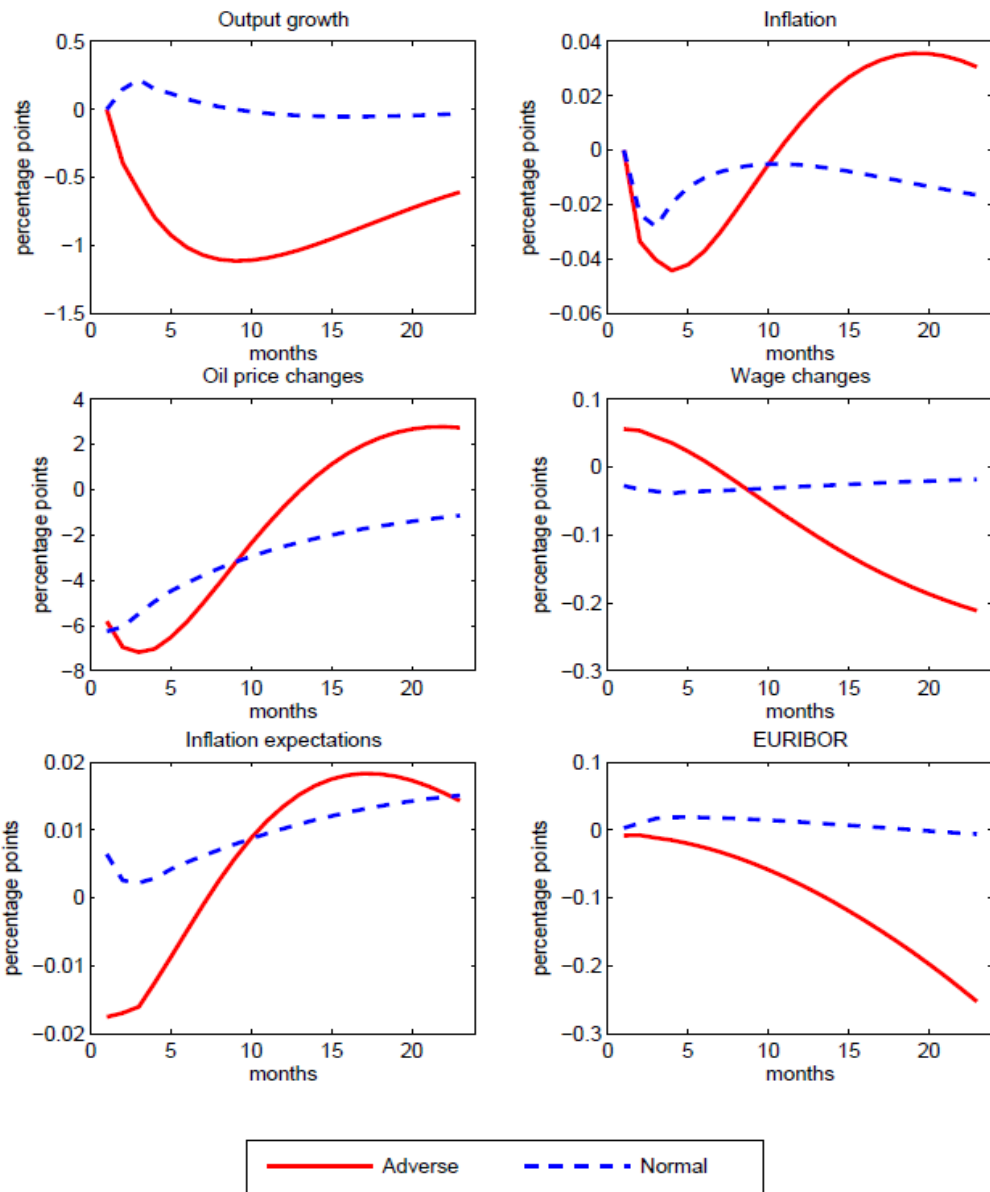 Output growth
0.5
0
−0.5
−1
−1.5
percentage points
0 5 10 15 20
months
Inflation
0.04
0.02
0
−0.02
−0.04
−0.06
percentage points
0 5 10 15 20
months
Oil price changes
4
2
0
−2
−4
−6
−8
percentage points
0 5 10 15 20
months
Wage changes
0.1
0
−0.1
−0.2
−0.3
percentage points
0 5 10 15 20
months
Inflation expectations
0.02
0.01
0
−0.01
−0.02
percentage points
0 5 10 15 20
months
EURIBOR
0.1
0
−0.1
−0.2
−0.3
percentage points
0 5 10 15 20
months
Adverse Normal